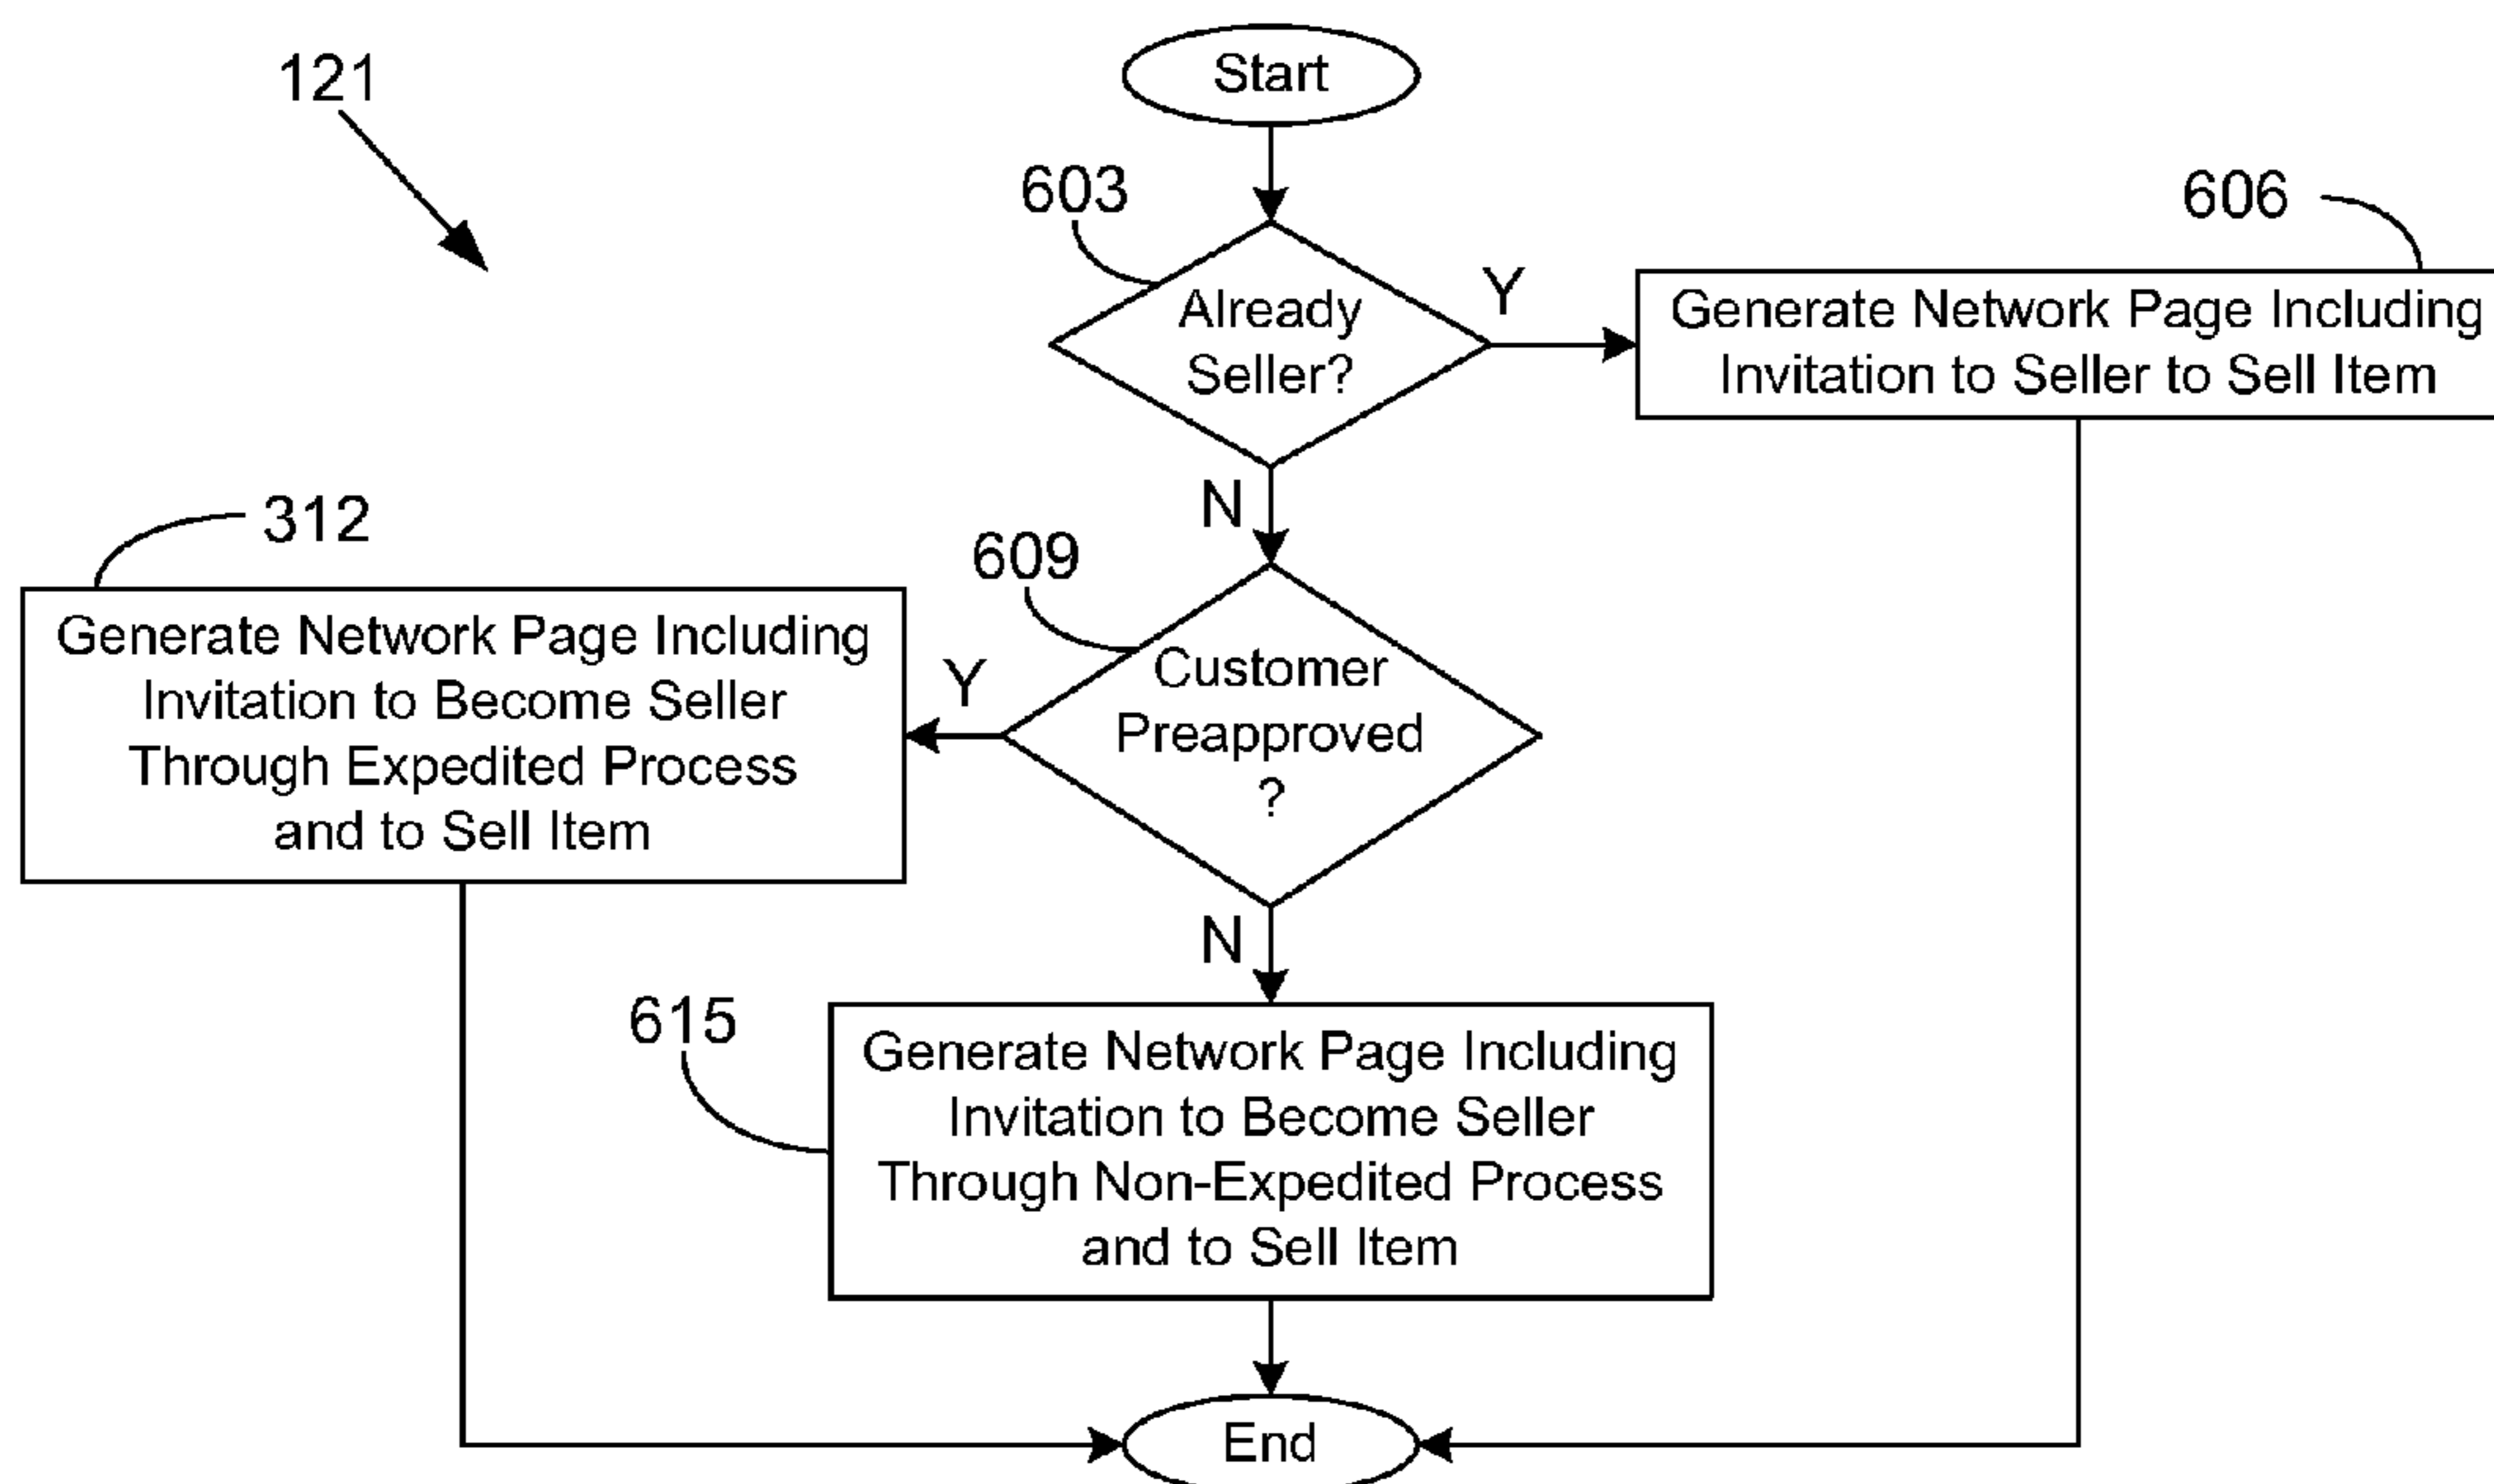 121
Start
603
606
Already
Seller?
Y
Generate Network Page Including
Invitation to Seller to Sell Item
N
312
609
Generate Network Page Including
Invitation to Become Seller
Through Expedited Process
and to Sell Item
Y
Customer
Preapproved
?
N
615
Generate Network Page Including
Invitation to Become Seller
Through Non-Expedited Process
and to Sell Item
End